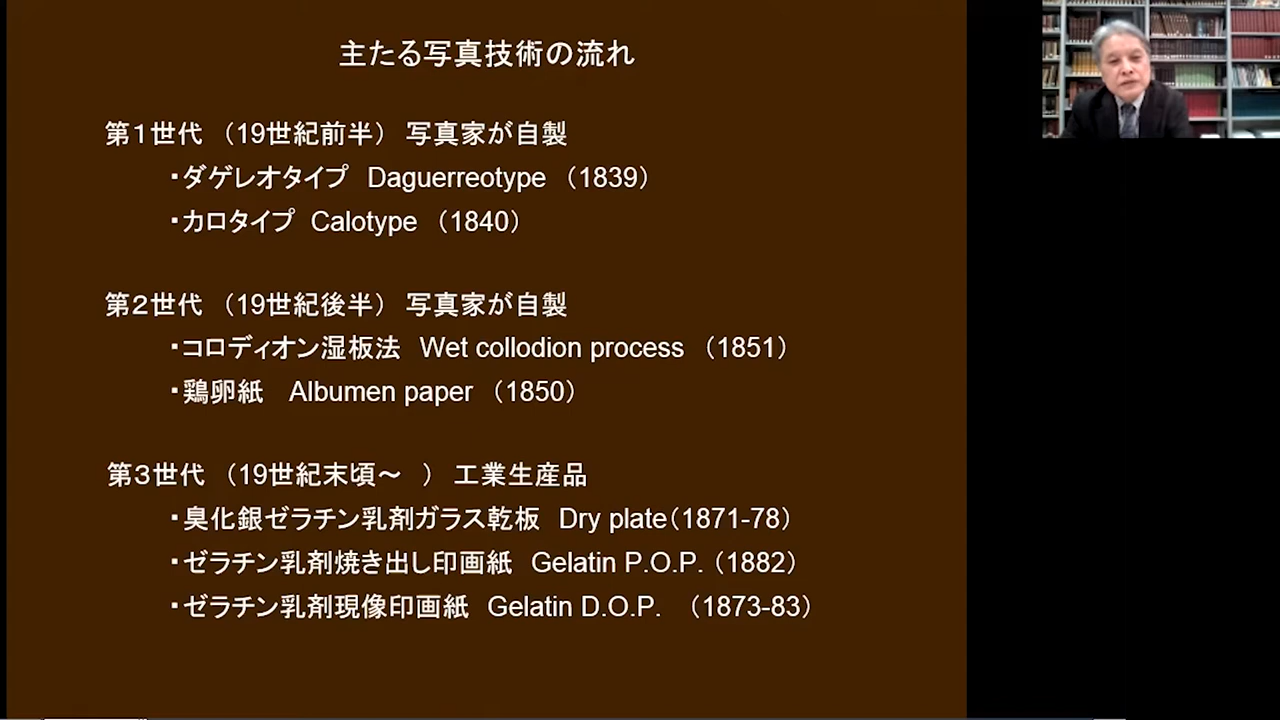 主たる写真技術の流れ
第１世代 （19世紀前半） 写真家が自製
・ダゲレオタイプ Daguerreotype （1839）
・カロタイプ Calotype （1840）
第２世代 （19世紀後半） 写真家が自製
・コロディオン湿板法 Wet collodion process （1851）
・鶏卵紙 Albumen paper （1850）
第３世代 （19世紀末頃～ ） 工業生産品
・臭化銀ゼラチン乳剤ガラス乾板 Dry plate（1871-78）
・ゼラチン乳剤焼き出し印画紙 Gelatin P.O.P.（1882）
・ゼラチン乳剤現像印画紙 Gelatin D.O.P. （1873-83）